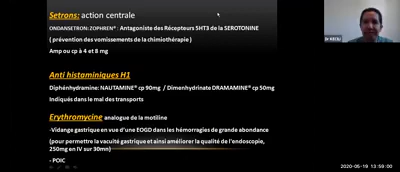 Setrons: action centrale
ONDANSETRON: ZOPHREN® : Antagoniste des Récepteurs 5HT3 de la SEROTONINE
( prévention des vomissements de la chimiothérapie )
Amp ou cp à 4 et 8 mg
Anti histaminiques H1
Diphénhydramine: NAUTAMINE® cp 90mg / Dimenhydrinate DRAMAMINE® cp 50mg
Indiqués dans le mal des transports
Erythromycine analogue de la motiline
-Vidange gastrique en vue d'une EOGD dans les hémorragies de grande abondance
(pour permettre la vacuité gastrique et ainsi améliorer la qualité de l'endoscopie,
250mg en IV sur 30mn)
- POIC
2020-05-19 13:59:00